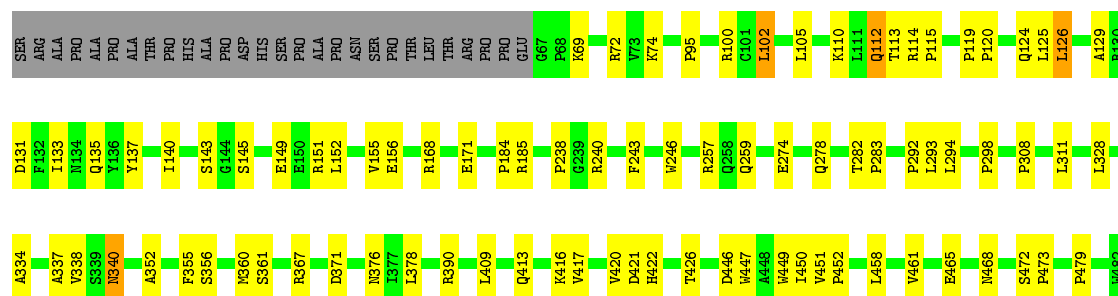 SER ARG ALA PRO ALA PRO ALA THR PRO HIS ALA PRO ASP HIS SER PRO ALA PRO ASN SER PRO THR LEU THR ARG PRO PRO GLU G67 P68 K69 R72 V73 K74 P95 R100 C101 L102 L105 K110 L111 Q112 T113 R114 P115 P119 P120 Q124 L125 L126 A129 R130
D131 F132 I133 N134 Q135 Y136 Y137 I140 S143 G144 S145 E149 E150 R151 L152 V155 E156 R168 E171 P184 R185 P238 G239 R240 F243 W246 R257 Q258 Q259 E274 Q278 T282 P283 P292 L293 L294 P298 P308 L311 L328
A334 A337 V338 S339 N340 A352 F355 S356 M360 S361 R367 D371 N376 I377 L378 R390 L409 Q413 K416 V417 V420 D421 H422 T426 D446 W447 A448 W449 I450 V451 P452 L458 V461 E465 N468 S472 P473 P479